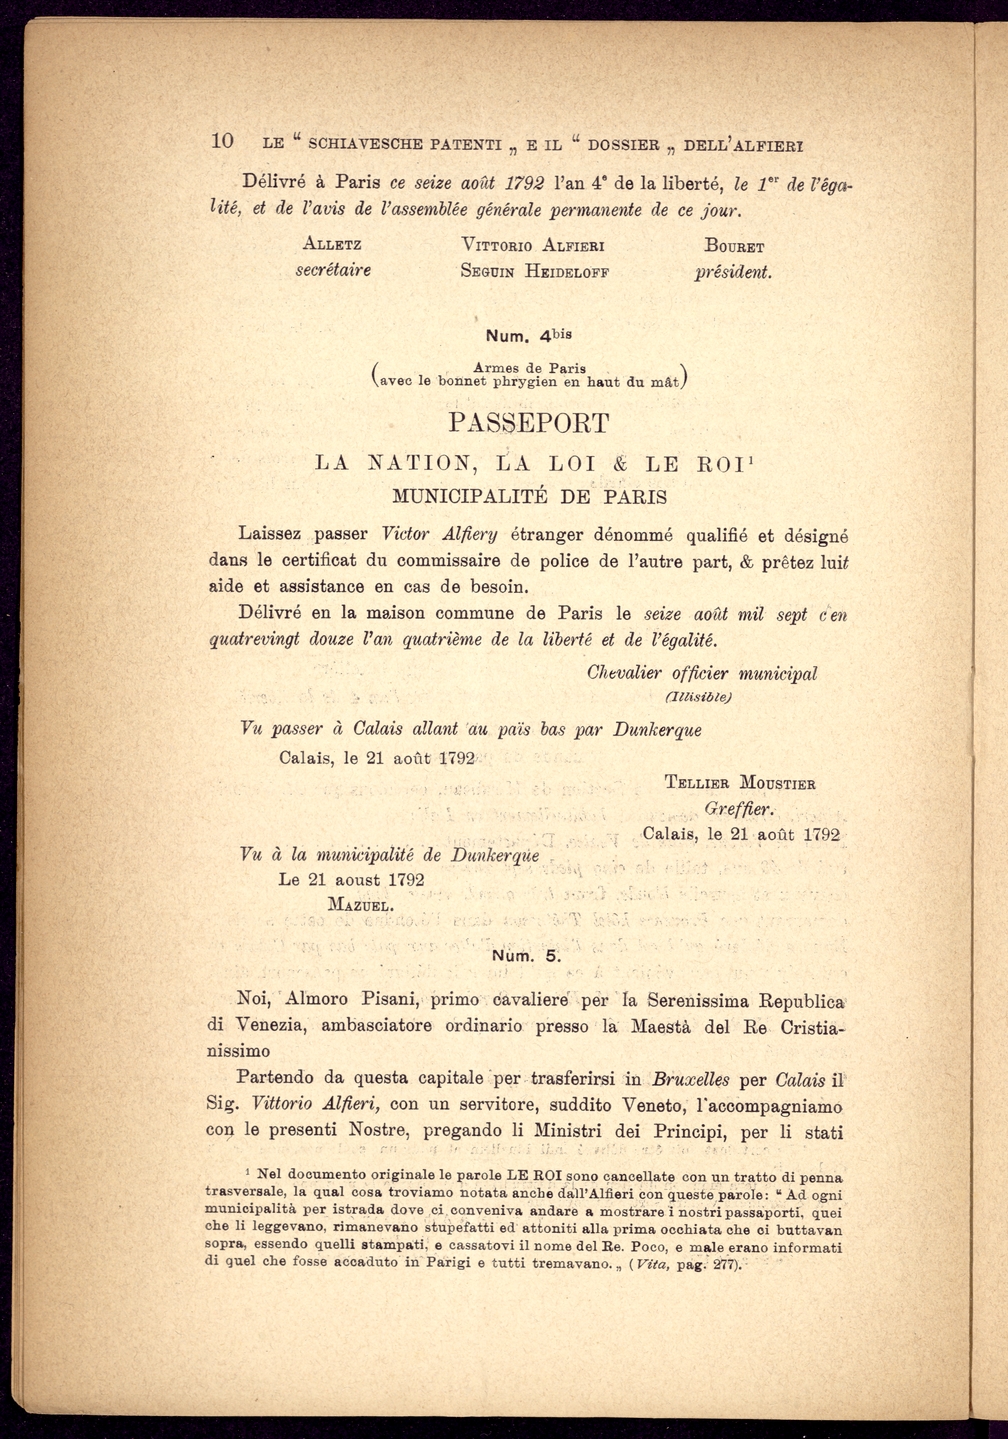 10 LE “ SCHIAVESCHE PATENTI „ E IL “ DOSSIER „ DELL'ALFIERI
Délivré à Paris ce seize août 1792 l'an 4e de la liberté, le 1er de l'éga-
lité, et de l'avis de l'assemblée générale permanente de ce jour.
ALLETZ VITTORIO ALFIERI BOURET
secrétaire SEGUIN HEIDELOFF président.
Num. 4bis
(Armes de Paris
avec le bonnet phrygien en haut du mât)
PASSEPORT
LA NATION, LA LOI & LE ROI¹
MUNICIPALITÉ DE PARIS
Laissez passer Victor Alfiery étranger dénommé qualifié et désigné
dans le certificat du commissaire de police de l'autre part, & prêtez luit
aide et assistance en cas de besoin.
Délivré en la maison commune de Paris le seize août mil sept cen
quatrevingt douze l'an quatrième de la liberté et de l'égalité.
Chevalier officier municipal
(Illisible)
Vu passer à Calais allant au païs bas par Dunkerque
Calais, le 21 août 1792
TELLIER MOUSTIER
Greffier.
Calais, le 21 août 1792
Vu à la municipalité de Dunkerque
Le 21 aoust 1792
MAZUEL.
Num. 5.
Noi, Almoro Pisani, primo cavaliere per la Serenissima Republica
di Venezia, ambasciatore ordinario presso la Maestà del Re Cristia-
nissimo
Partendo da questa capitale per trasferirsi in Bruxelles per Calais il
Sig. Vittorio Alfieri, con un servitore, suddito Veneto, l'accompagniamo
con le presenti Nostre, pregando li Ministri dei Principi, per li stati
¹ Nel documento originale le parole LE ROI sono cancellate con un tratto di penna
trasversale, la qual cosa troviamo notata anche dall'Alfieri con queste parole: “ Ad ogni
municipalità per istrada dove ci conveniva andare a mostrare i nostri passaporti, quei
che li leggevano, rimanevano stupefatti ed attoniti alla prima occhiata che ci buttavan
sopra, essendo quelli stampati, e cassatovi il nome del Re. Poco, e male erano informati
di quel che fosse accaduto in Parigi e tutti tremavano. „ (Vita, pag. 277).